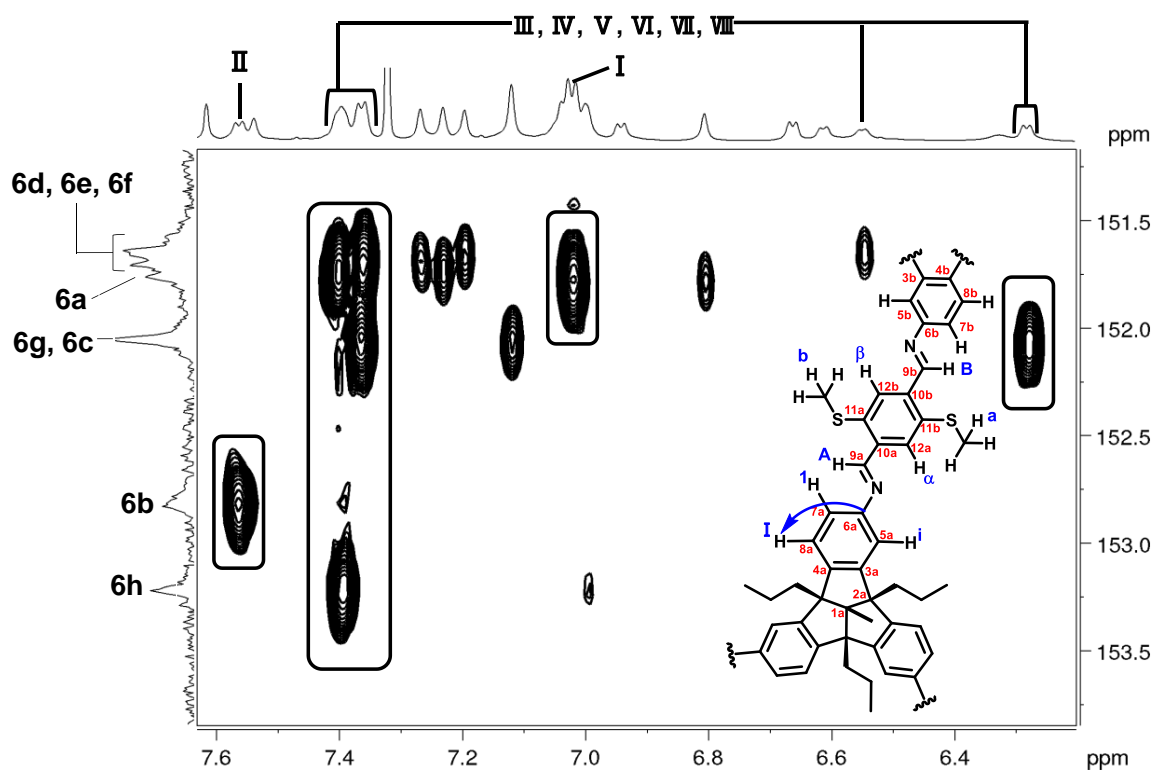 Ⅲ, Ⅳ, Ⅴ, Ⅵ, Ⅶ, Ⅷ
Ⅱ
Ⅰ
ppm
6d, 6e, 6f
6a
6g, 6c
6b
6h
151.5
152.0
152.5
153.0
153.5
3b 4b
H 5b 8b H
6b 7b
N H
b β
H H H 9b H B
12b 10b
H
11a
S 11b S H a
10a 12a H
A H 9a H H
α
1 N
H
7a 6a
I H 5a H i
8a
4a 3a
2a
1a
7.6 7.4 7.2 7.0 6.8 6.6 6.4 ppm